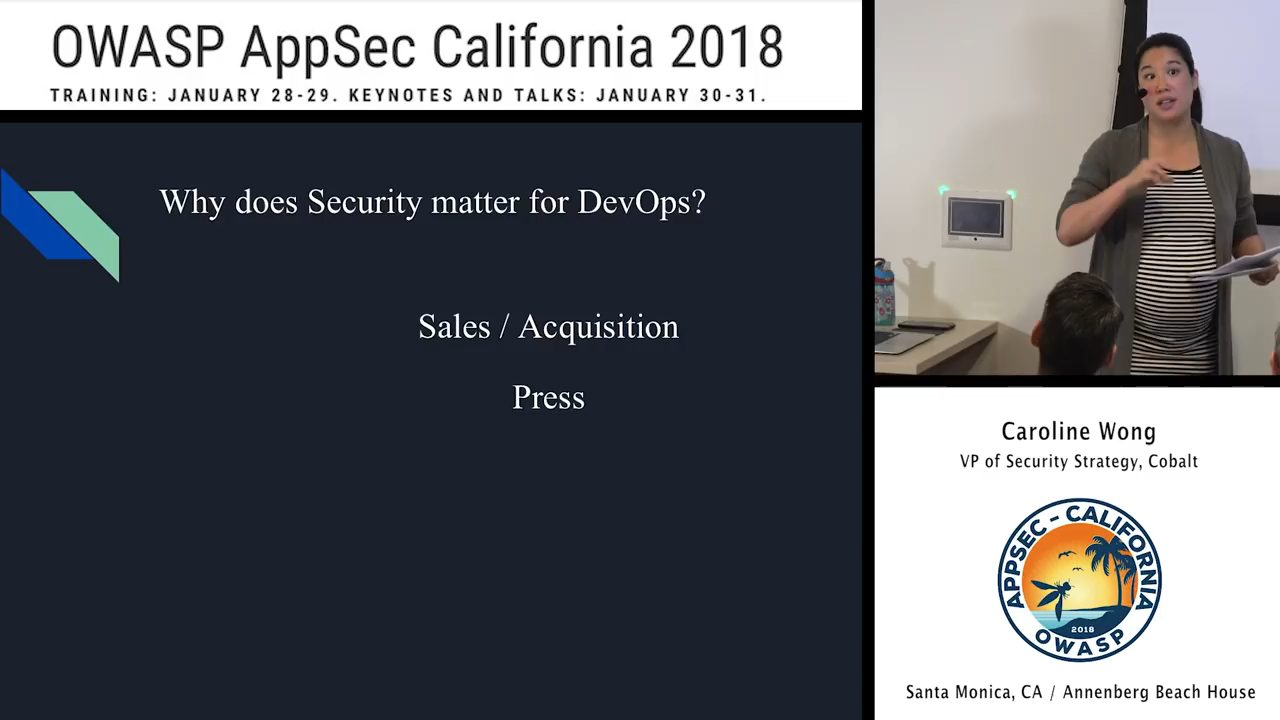 OWASP AppSec California 2018
TRAINING: JANUARY 28-29. KEYNOTES AND TALKS: JANUARY 30-31.
Why does Security matter for DevOps?
Sales / Acquisition
Press
Caroline Wong
VP of Security Strategy, Cobalt
APPSEC - CALIFORNIA
2018
OWASP
Santa Monica, CA / Annenberg Beach House